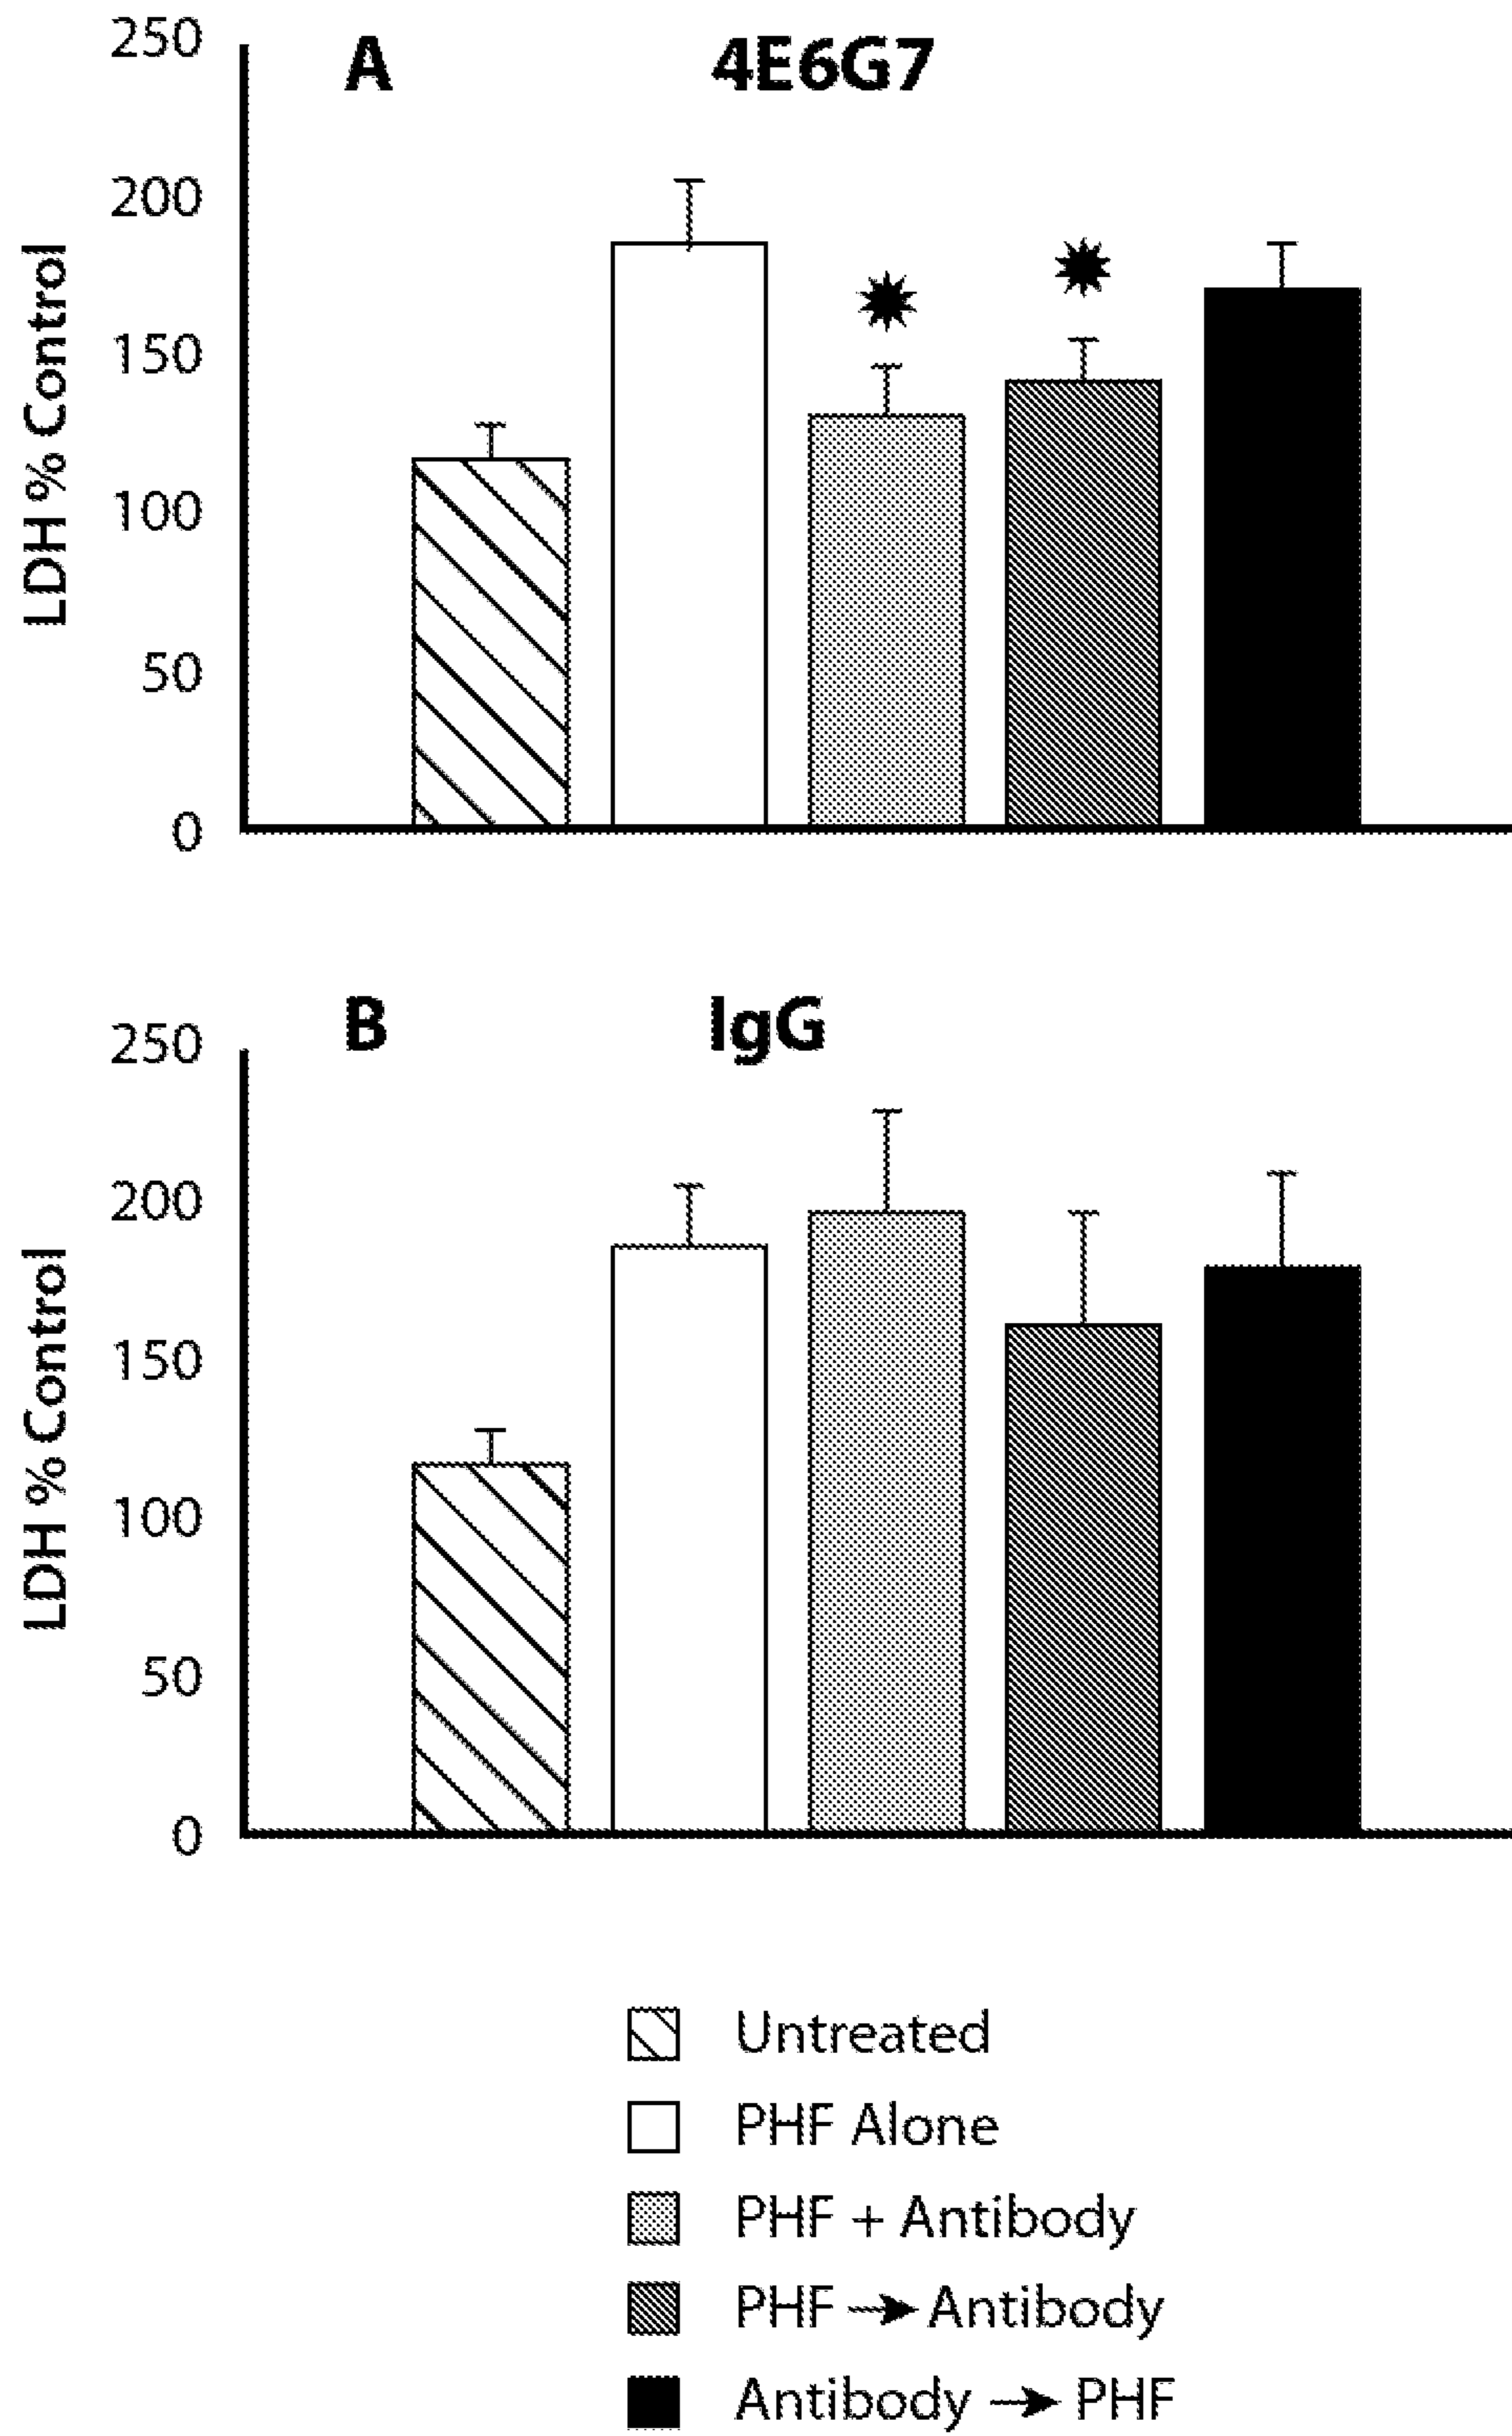 A 4E6G7
LDH % Control
250
200
150
100
50
0
B IgG
LDH % Control
250
200
150
100
50
0
Untreated
PHF Alone
PHF + Antibody
PHF → Antibody
Antibody → PHF